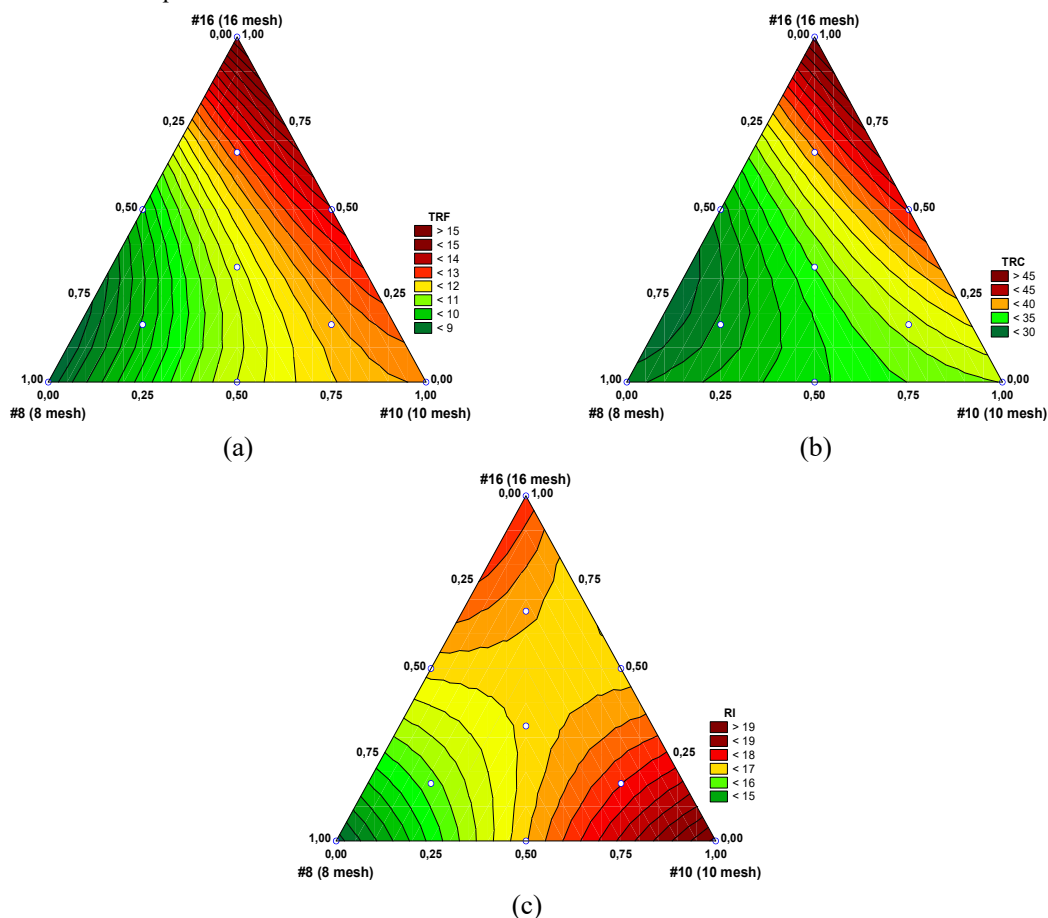 #16 (16 mesh)
0,00 1,00
0,25 0,75
0,50 0,50
TRF
> 15
< 15
< 14
< 13
< 12
< 11
< 10
< 9
0,75 0,25
1,00 0,00
0,00 0,25 0,50 0,75 1,00
#8 (8 mesh) #10 (10 mesh)
(a)
#16 (16 mesh)
0,00 1,00
0,25 0,75
0,50 0,50
TRC
> 45
< 45
< 40
< 35
< 30
0,75 0,25
1,00 0,00
0,00 0,25 0,50 0,75 1,00
#8 (8 mesh) #10 (10 mesh)
(b)
#16 (16 mesh)
0,00 1,00
0,25 0,75
0,50 0,50
RI
> 19
< 19
< 18
< 17
< 16
< 15
0,75 0,25
1,00 0,00
0,00 0,25 0,50 0,75 1,00
#8 (8 mesh) #10 (10 mesh)
(c)